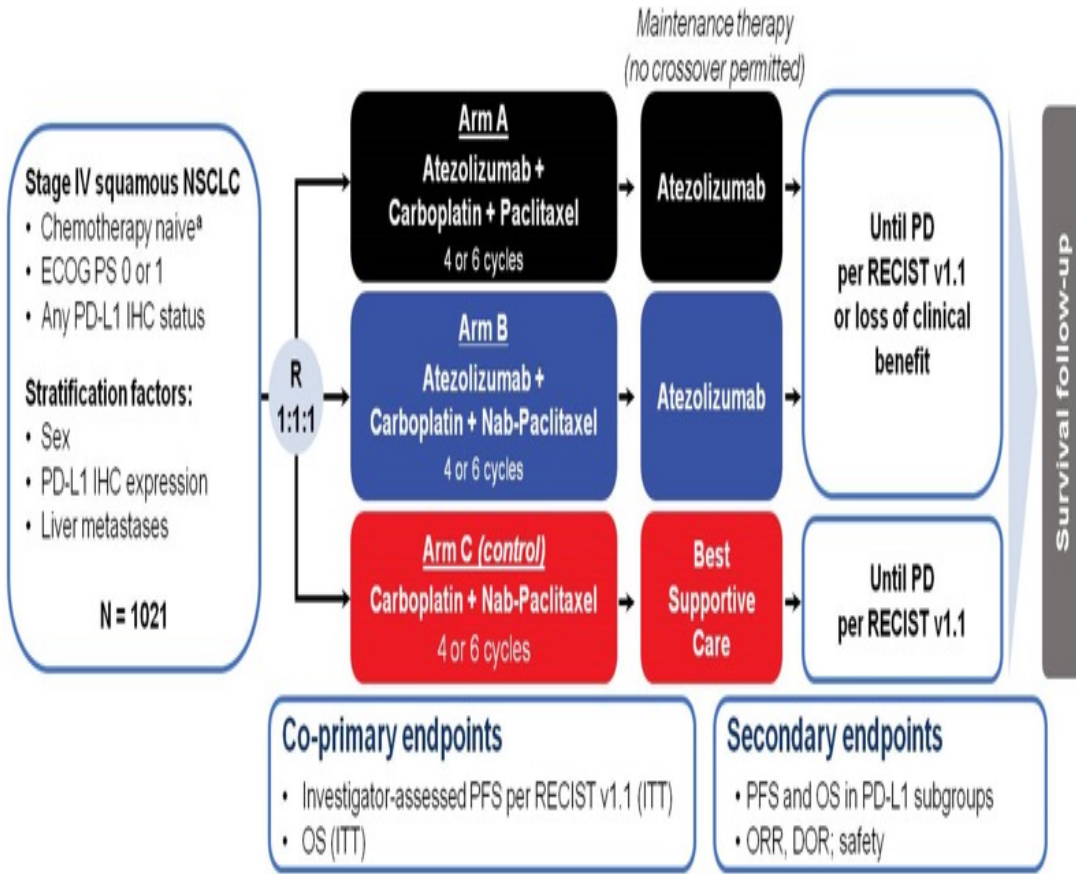 Maintenance therapy
(no crossover permitted)
Stage IV squamous NSCLC
• Chemotherapy naiveª
• ECOG PS 0 or 1
• Any PD-L1 IHC status
Stratification factors:
• Sex
• PD-L1 IHC expression
• Liver metastases
N = 1021
R
1:1:1
Arm A
Atezolizumab +
Carboplatin + Paclitaxel
4 or 6 cycles
Atezolizumab
Arm B
Atezolizumab +
Carboplatin + Nab-Paclitaxel
4 or 6 cycles
Atezolizumab
Until PD
per RECIST v1.1
or loss of clinical
benefit
Arm C (control)
Carboplatin + Nab-Paclitaxel
4 or 6 cycles
Best
Supportive
Care
Until PD
per RECIST v1.1
Survival follow-up
Co-primary endpoints
• Investigator-assessed PFS per RECIST v1.1 (ITT)
• OS (ITT)
Secondary endpoints
• PFS and OS in PD-L1 subgroups
• ORR, DOR; safety